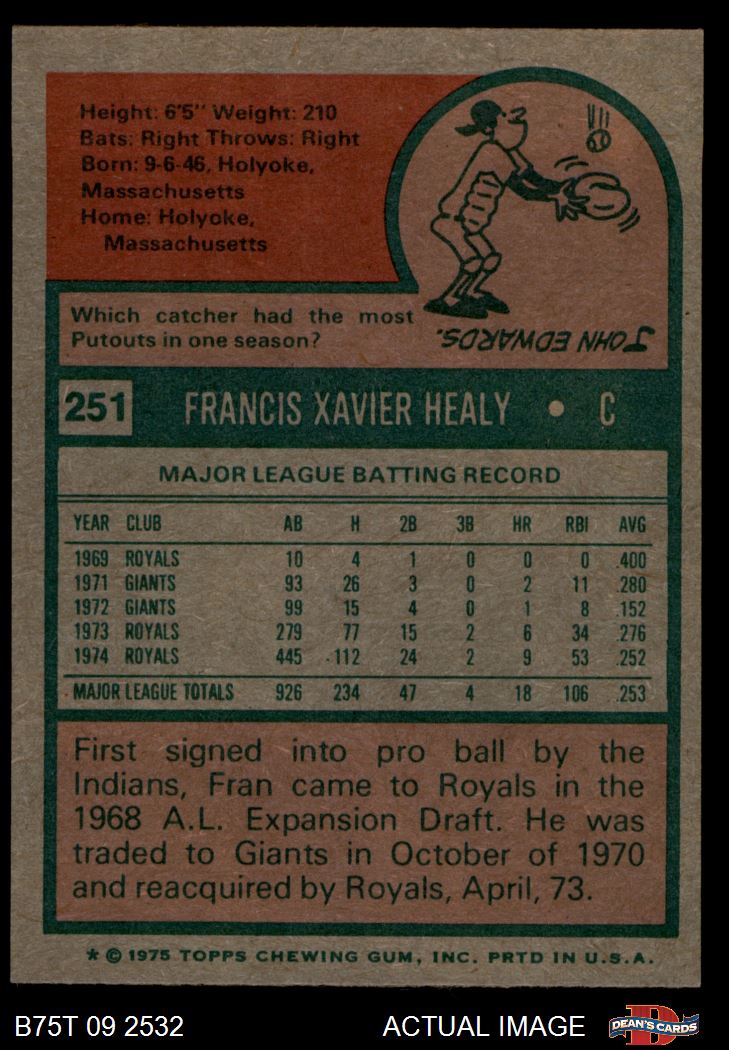 Height: 6'5" Weight: 210
Bats: Right Throws: Right
Born: 9-6-46, Holyoke,
Massachusetts
Home: Holyoke,
Massachusetts
Which catcher had the most
Putouts in one season?
JOHN EDWARDS.
251 FRANCIS XAVIER HEALY • C
MAJOR LEAGUE BATTING RECORD
YEAR CLUB AB H 2B 3B HR RBI AVG
1969 ROYALS 10 4 1 0 0 0 .400
1971 GIANTS 93 26 3 0 2 11 .280
1972 GIANTS 99 15 4 0 1 8 .152
1973 ROYALS 279 77 15 2 6 34 .276
1974 ROYALS 445 112 24 2 9 53 .252
MAJOR LEAGUE TOTALS 926 234 47 4 18 106 .253
First signed into pro ball by the
Indians, Fran came to Royals in the
1968 A.L. Expansion Draft. He was
traded to Giants in October of 1970
and reacquired by Royals, April, 73.
* © 1975 TOPPS CHEWING GUM, INC. PRTD IN U.S.A.
B75T 09 2532 ACTUAL IMAGE D DEAN'S CARDS